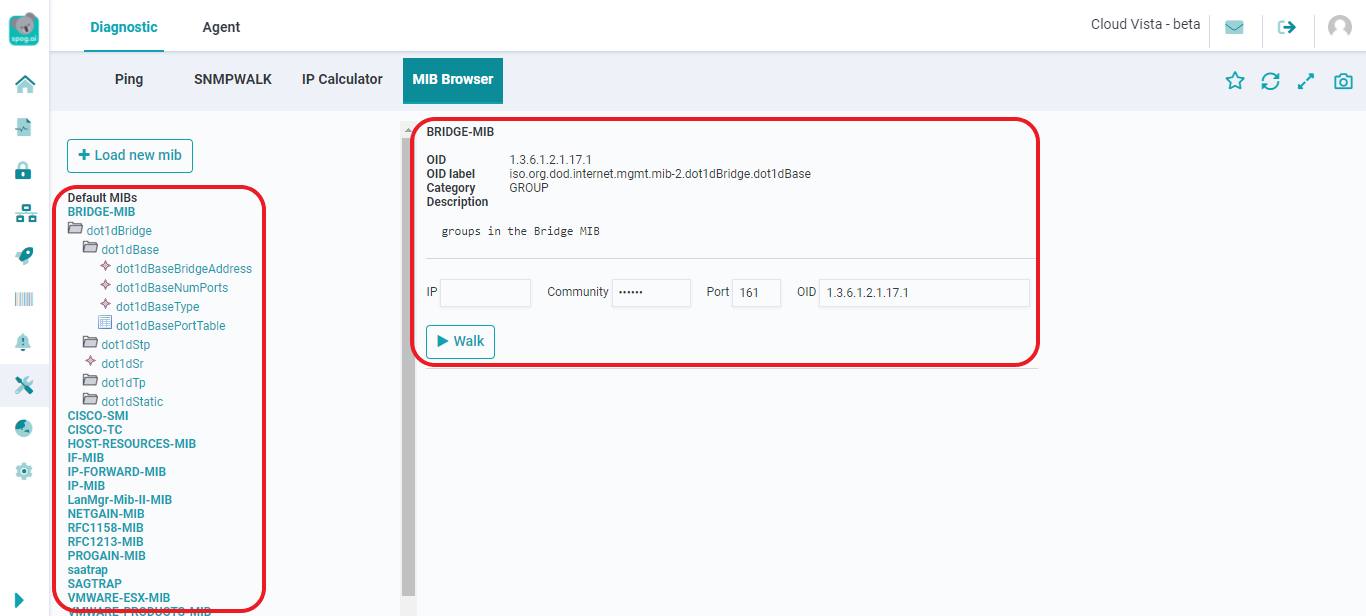 spog.ai
Diagnostic
Agent
Cloud Vista - beta
Ping
SNMPWALK
IP Calculator
MIB Browser
Load new mib
Default MIBs
BRIDGE-MIB
dot1dBridge
dot1dBase
dot1dBaseBridgeAddress
dot1dBaseNumPorts
dot1dBaseType
dot1dBasePortTable
dot1dStp
dot1dSr
dot1dTp
dot1dStatic
CISCO-SMI
CISCO-TC
HOST-RESOURCES-MIB
IF-MIB
IP-FORWARD-MIB
IP-MIB
LanMgr-Mib-II-MIB
NETGAIN-MIB
RFC1158-MIB
RFC1213-MIB
PROGAIN-MIB
saatrap
SAGTRAP
VMWARE-ESX-MIB
VMWARE-PRODUCTS-MIB
BRIDGE-MIB
OID 1.3.6.1.2.1.17.1
OID label iso.org.dod.internet.mgmt.mib-2.dot1dBridge.dot1dBase
Category GROUP
Description
groups in the Bridge MIB
IP Community •••••• Port 161 OID 1.3.6.1.2.1.17.1
Walk